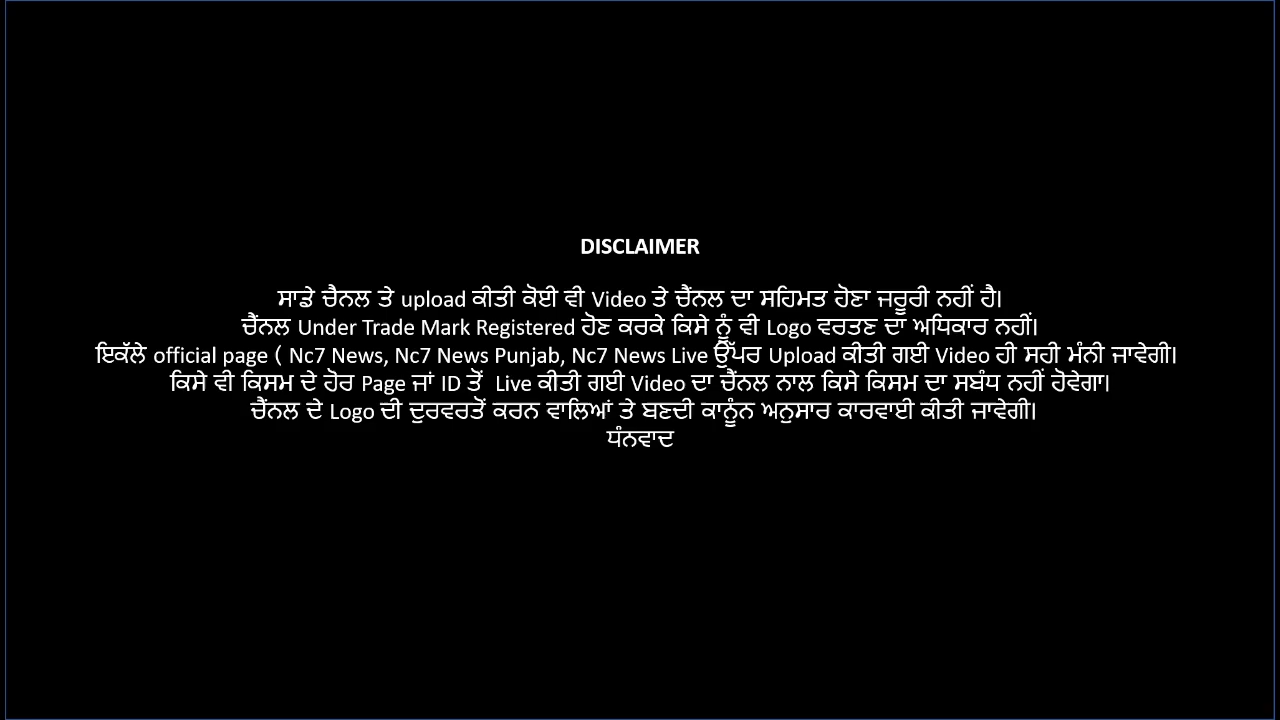 DISCLAIMER
ਸਾਡੇ ਚੈਨਲ ਤੇ upload ਕੀਤੀ ਕੋਈ ਵੀ Video ਤੇ ਚੈੱਨਲ ਦਾ ਸਹਿਮਤ ਹੋਣਾ ਜਰੂਰੀ ਨਹੀਂ ਹੈ।
ਚੈੱਨਲ Under Trade Mark Registered ਹੋਣ ਕਰਕੇ ਕਿਸੇ ਨੂੰ ਵੀ Logo ਵਰਤਣ ਦਾ ਅਧਿਕਾਰ ਨਹੀਂ।
ਇਕੱਲੇ official page ( Nc7 News, Nc7 News Punjab, Nc7 News Live ਉੱਪਰ Upload ਕੀਤੀ ਗਈ Video ਹੀ ਸਹੀ ਮੰਨੀ ਜਾਵੇਗੀ।
ਕਿਸੇ ਵੀ ਕਿਸਮ ਦੇ ਹੋਰ Page ਜਾਂ ID ਤੋਂ Live ਕੀਤੀ ਗਈ Video ਦਾ ਚੈੱਨਲ ਨਾਲ ਕਿਸੇ ਕਿਸਮ ਦਾ ਸਬੰਧ ਨਹੀਂ ਹੋਵੇਗਾ।
ਚੈੱਨਲ ਦੇ Logo ਦੀ ਦੁਰਵਰਤੋਂ ਕਰਨ ਵਾਲਿਆਂ ਤੇ ਬਣਦੀ ਕਾਨੂੰਨ ਅਨੁਸਾਰ ਕਾਰਵਾਈ ਕੀਤੀ ਜਾਵੇਗੀ।
ਧੰਨਵਾਦ